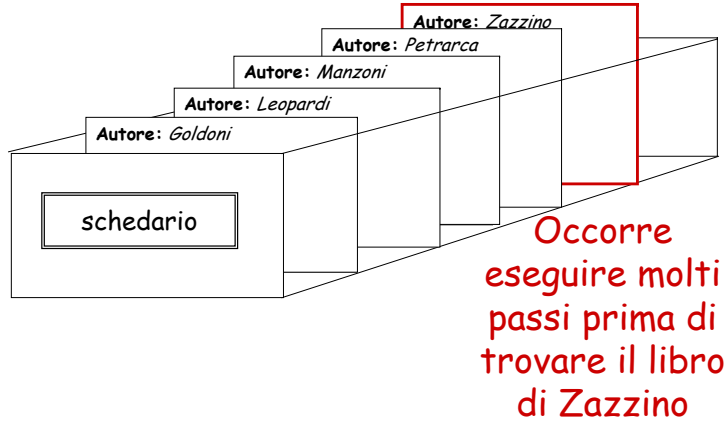 Autore: Zazzino
Autore: Petrarca
Autore: Manzoni
Autore: Leopardi
Autore: Goldoni
schedario
Occorre
eseguire molti
passi prima di
trovare il libro
di Zazzino